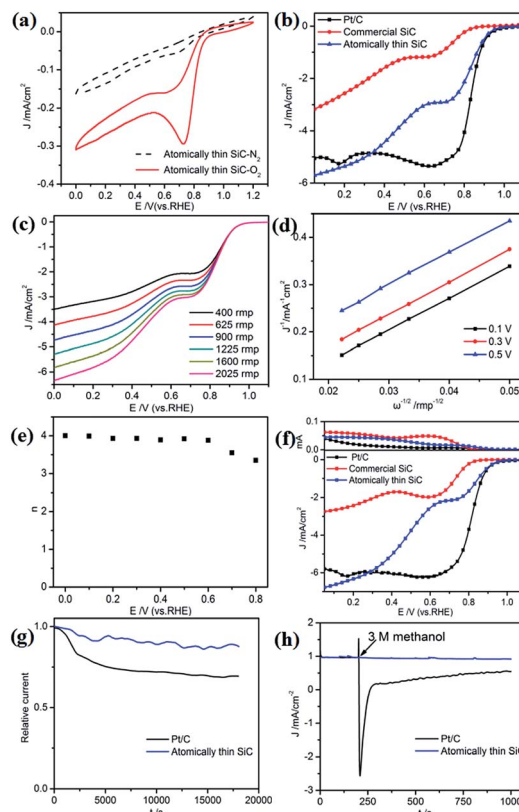 (a)
0.0
-0.1
-0.2
-0.3
-0.4
J /mA/cm²
Atomically thin SiC-N₂
Atomically thin SiC-O₂
0.0 0.2 0.4 0.6 0.8 1.0 1.2
E /V(vs.RHE)
(b)
0
-2
-4
-6
J /mA/cm²
Pt/C
Commercial SiC
Atomically thin SiC
0.2 0.4 0.6 0.8 1.0
E /V (vs.RHE)
(c)
0
-1
-2
-3
-4
-5
-6
J /mA/cm²
400 rmp
625 rmp
900 rmp
1225 rmp
1600 rmp
2025 rmp
0.0 0.2 0.4 0.6 0.8 1.0
E /V (vs.RHE)
(d)
0.4
0.3
0.2
0.1
J⁻¹/mA⁻¹ cm²
0.1 V
0.3 V
0.5 V
0.02 0.03 0.04 0.05
ω⁻¹/²/rmp⁻¹/²
(e)
5
4
3
2
1
0
n
0.0 0.2 0.4 0.6 0.8
E /V (vs.RHE)
(f)
0.1
0.0
mA
Pt/C
Commercial SiC
Atomically thin SiC
0
-2
-4
-6
J /mA/cm²
0.2 0.4 0.6 0.8 1.0
E /V (vs.RHE)
(g)
1.0
0.5
0.0
Relative current
Pt/C
Atomically thin SiC
0 5000 10000 15000 20000
(h)
3 M methanol
2
1
0
-1
-2
-3
J /mA/cm⁻²
Pt/C
Atomically thin SiC
0 250 500 750